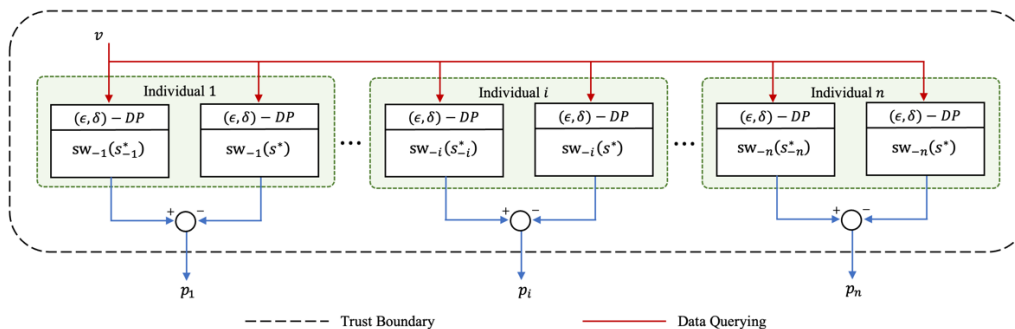 v
Individual 1
Individual i
Individual n
(ϵ, δ) − DP
(ϵ, δ) − DP
(ϵ, δ) − DP
(ϵ, δ) − DP
(ϵ, δ) − DP
(ϵ, δ) − DP
sw₋₁(s*₋₁)
sw₋₁(s*)
...
sw₋ᵢ(s*₋ᵢ)
sw₋ᵢ(s*)
...
sw₋ₙ(s*₋ₙ)
sw₋ₙ(s*)
+ −
+ −
+ −
p₁
pᵢ
pₙ
Trust Boundary
Data Querying